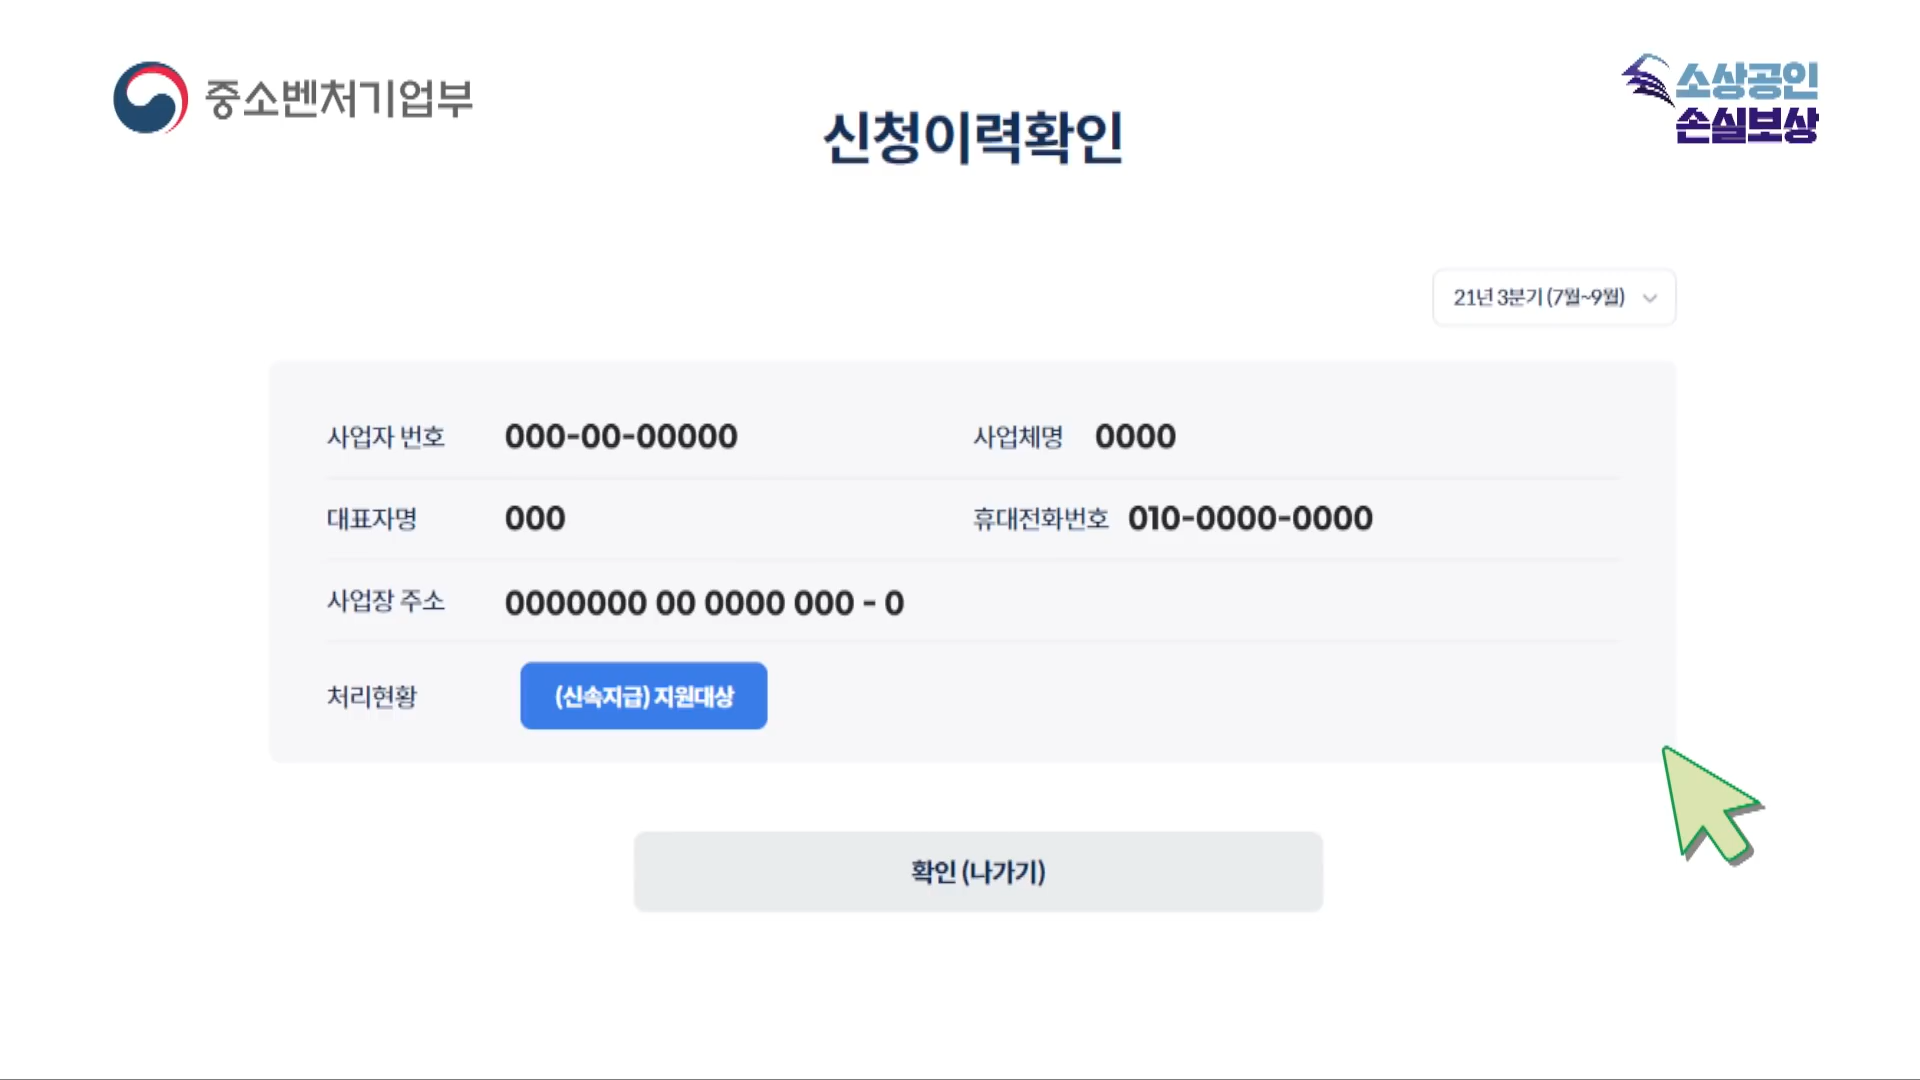 중소벤처기업부
소상공인
손실보상
신청이력확인
21년 3분기 (7월~9월)
사업자 번호 000-00-00000 사업체명 0000
대표자명 000 휴대전화번호 010-0000-0000
사업장 주소 0000000 00 0000 000 - 0
처리현황 (신속지급) 지원대상
확인 (나가기)